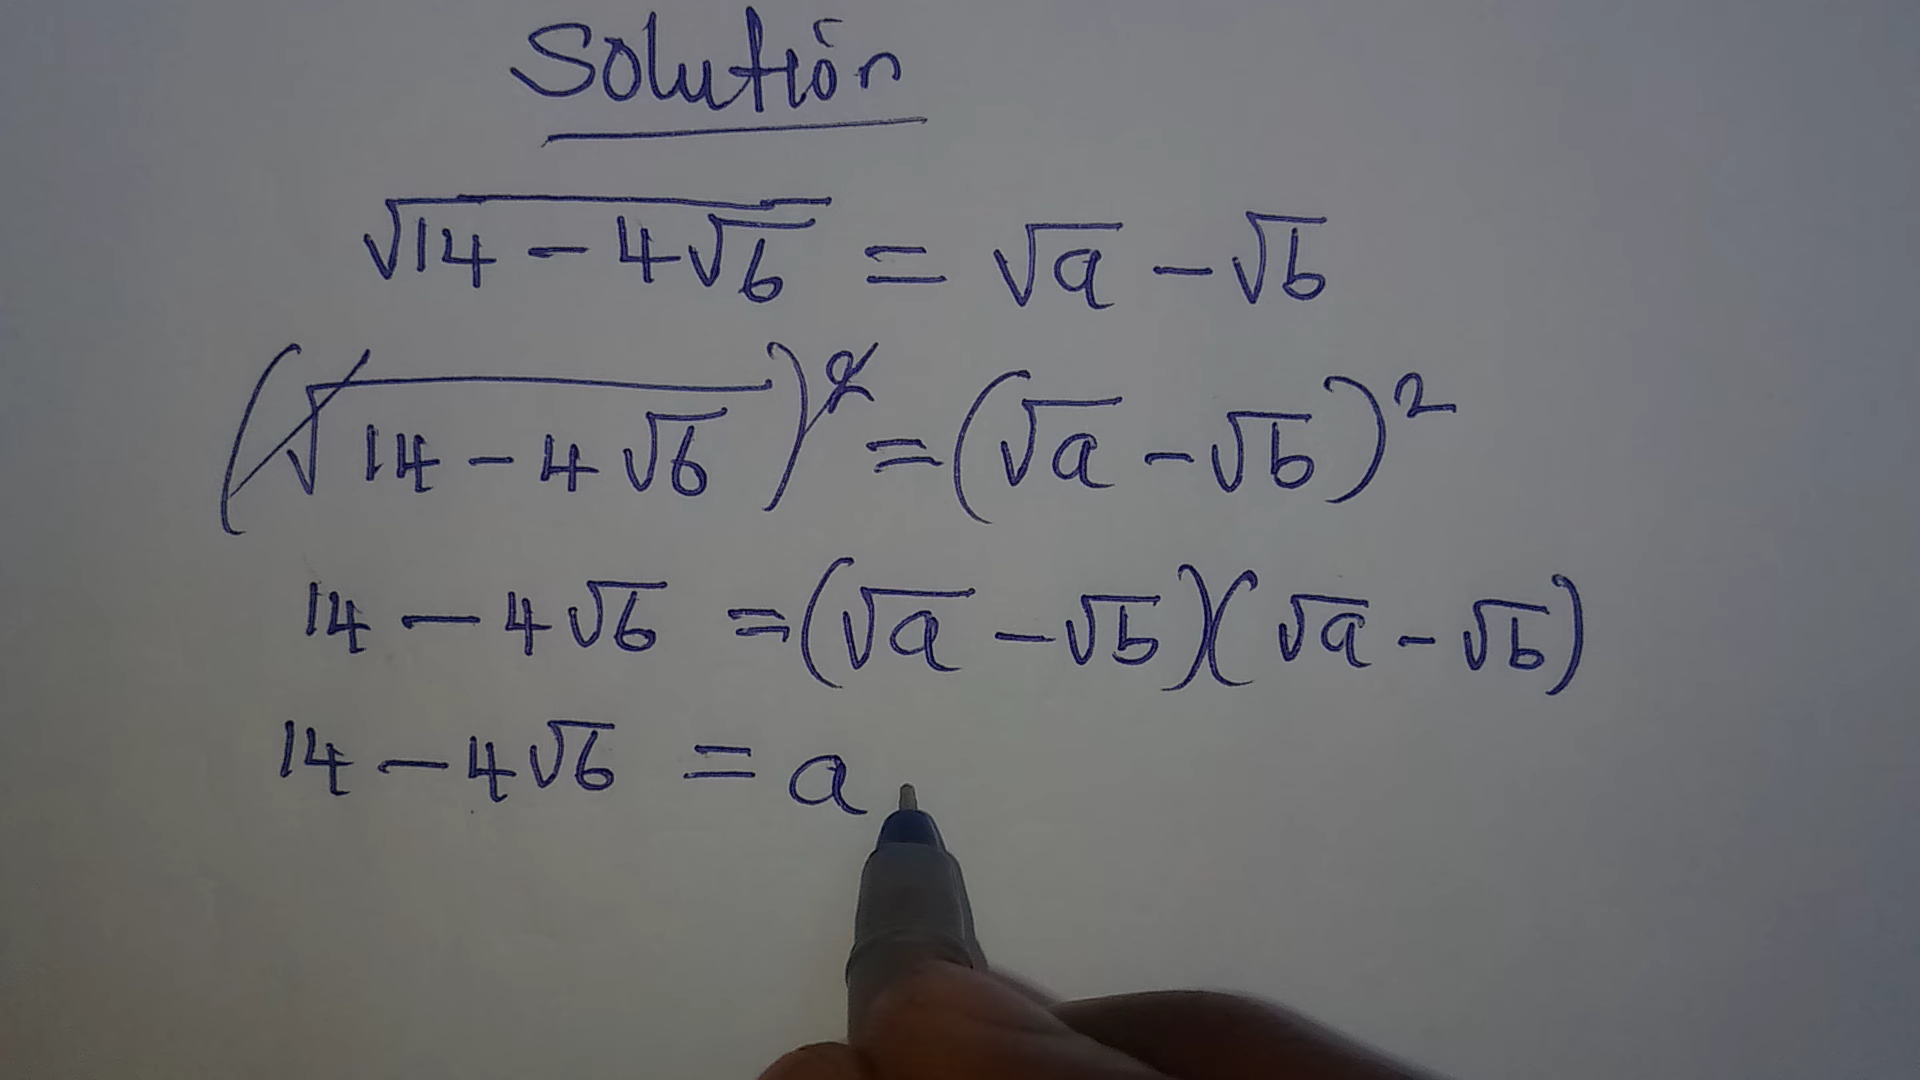 Solution
√14 - 4√6 = √a - √b
(√14 - 4√6)² = (√a - √b)²
14 - 4√6 = (√a - √b)(√a - √b)
14 - 4√6 = a